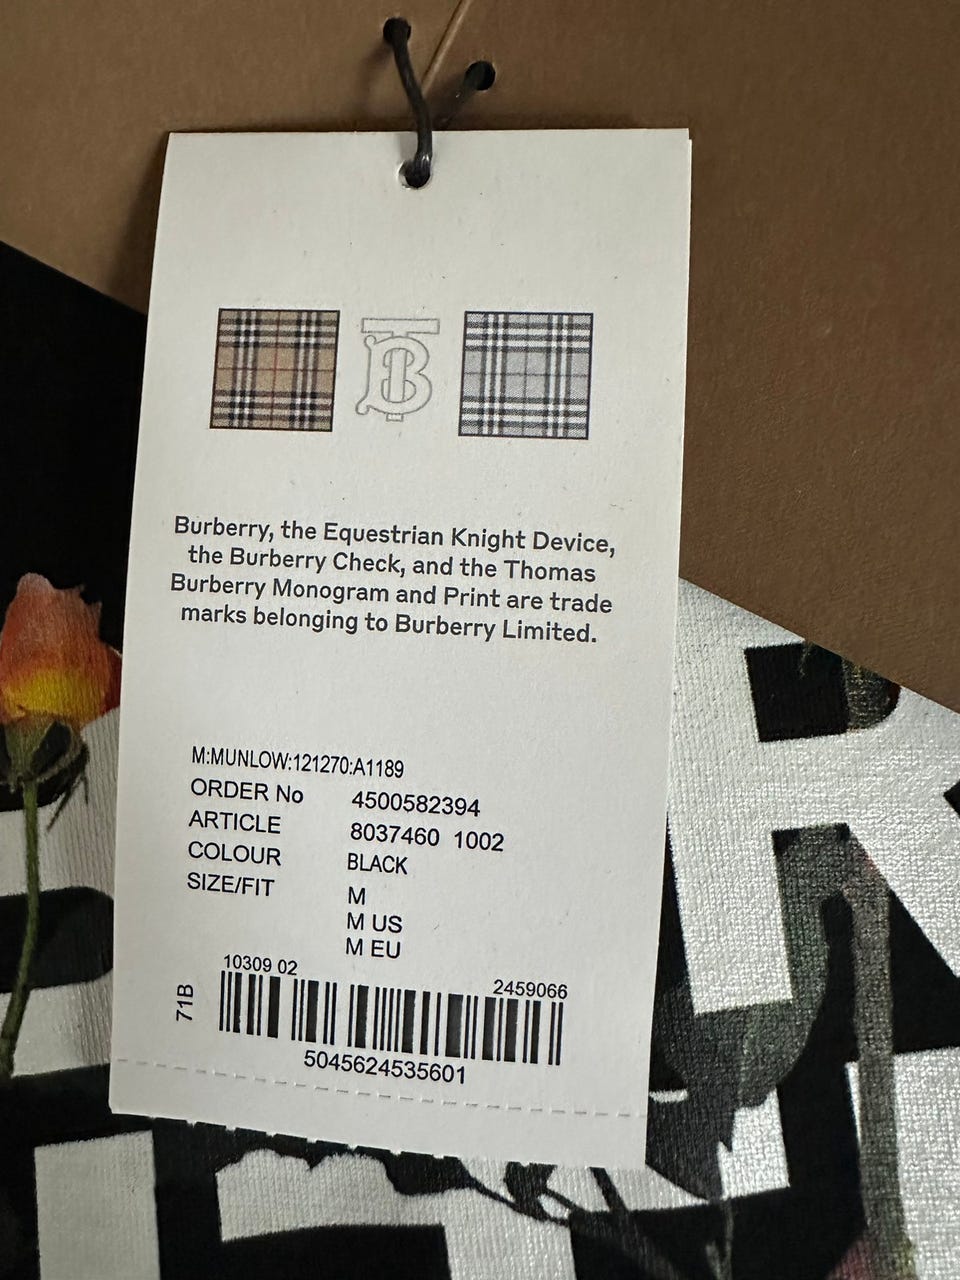 Burberry, the Equestrian Knight Device,
the Burberry Check, and the Thomas
Burberry Monogram and Print are trade
marks belonging to Burberry Limited.
M:MUNLOW:121270:A1189
ORDER No 4500582394
ARTICLE 8037460 1002
COLOUR BLACK
SIZE/FIT M
M US
M EU
10309 02 2459066
71B
5045624535601